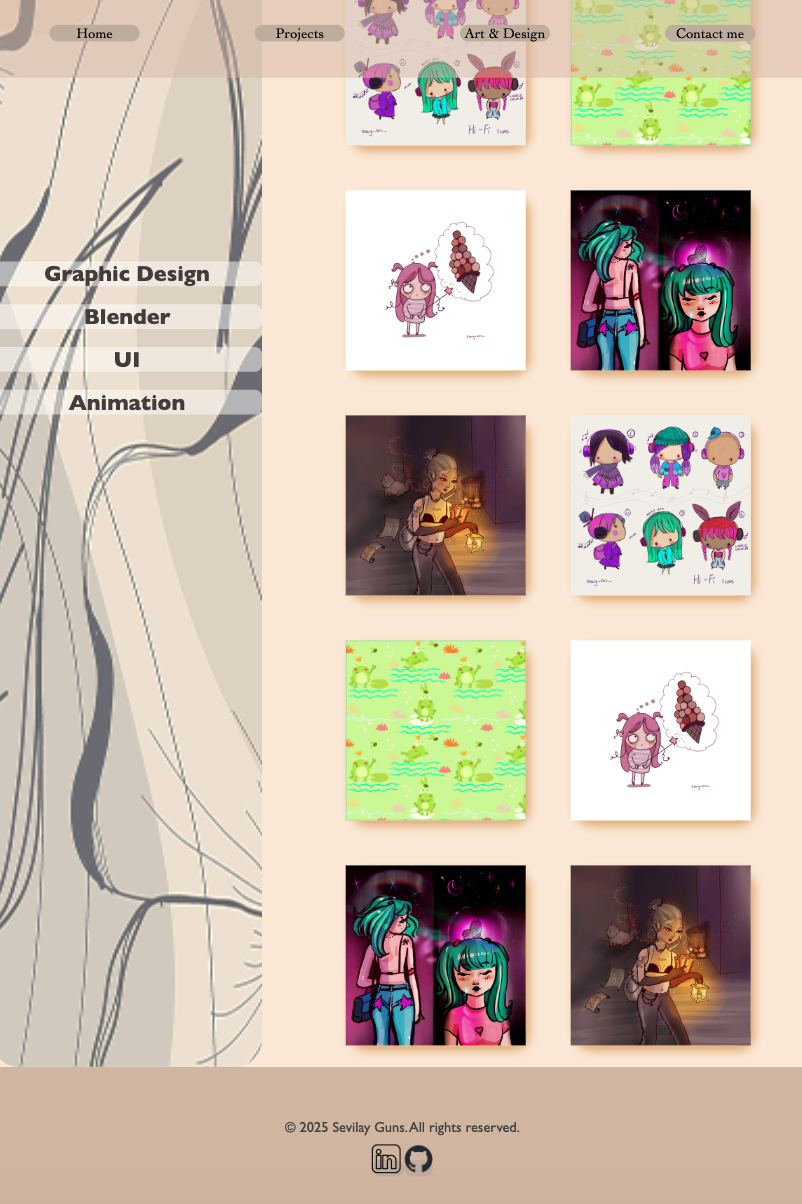 Home
Projects
Art & Design
Contact me
Hi-Fi
Graphic Design
Blender
UI
Animation
Hi-Fi
© 2025 Sevilay Guns. All rights reserved.
in